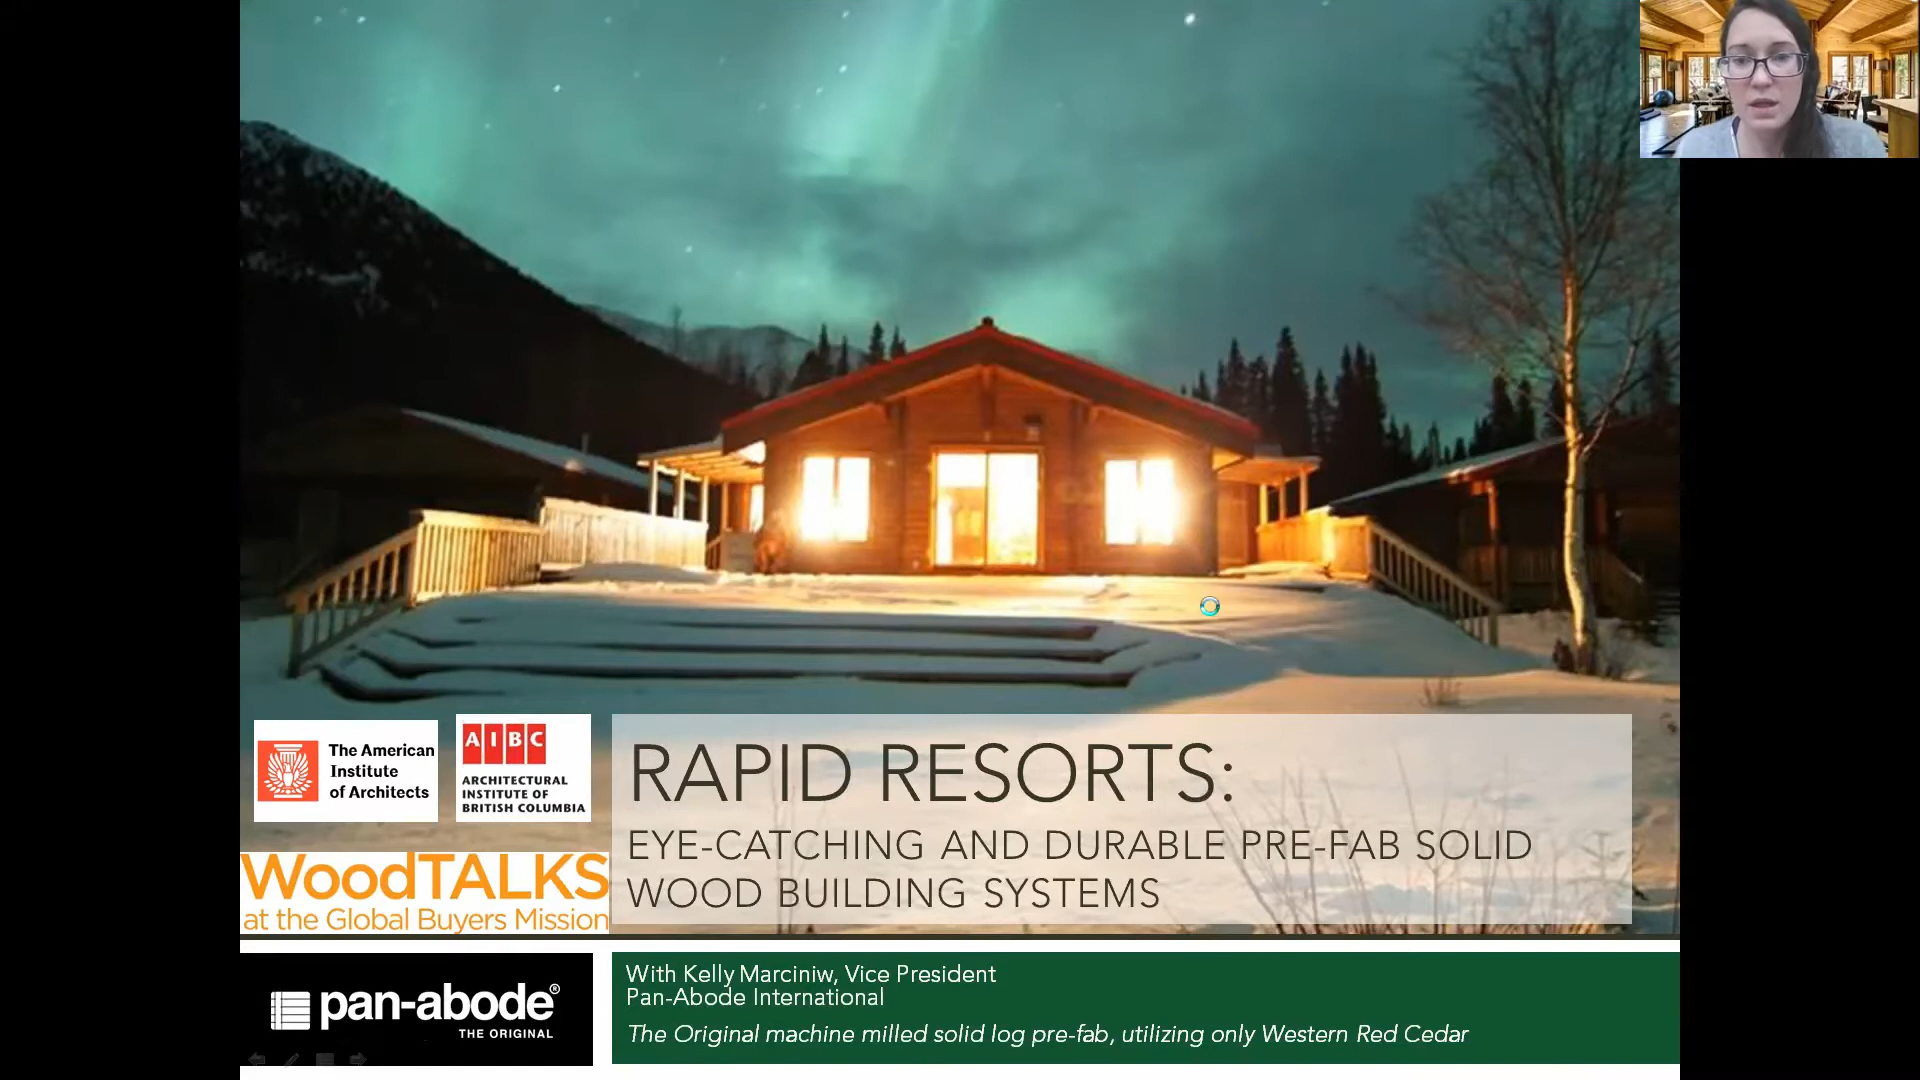 The American
Institute
of Architects
AIBC
ARCHITECTURAL
INSTITUTE OF
BRITISH COLUMBIA
RAPID RESORTS:
EYE-CATCHING AND DURABLE PRE-FAB SOLID
WOOD BUILDING SYSTEMS
WoodTALKS
at the Global Buyers Mission
pan-abode®
THE ORIGINAL
With Kelly Marciniw, Vice President
Pan-Abode International
The Original machine milled solid log pre-fab, utilizing only Western Red Cedar